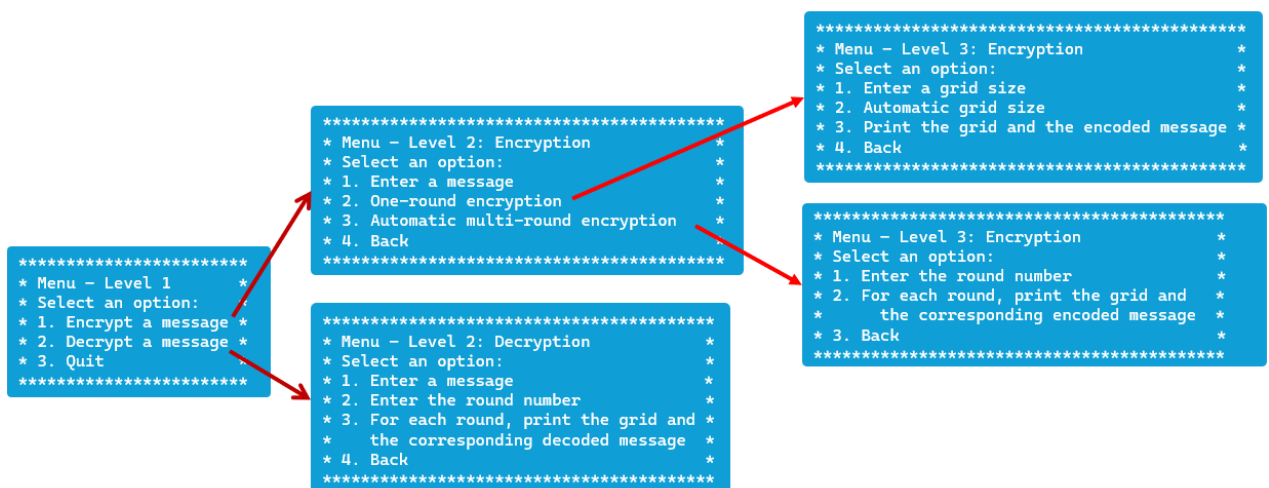 ************************
* Menu – Level 1       *
* Select an option:    *
* 1. Encrypt a message *
* 2. Decrypt a message *
* 3. Quit              *
************************
******************************************
* Menu – Level 2: Encryption             *
* Select an option:                      *
* 1. Enter a message                     *
* 2. One-round encryption                *
* 3. Automatic multi-round encryption    *
* 4. Back                                *
******************************************
*****************************************
* Menu – Level 2: Decryption            *
* Select an option:                     *
* 1. Enter a message                    *
* 2. Enter the round number             *
* 3. For each round, print the grid and *
*    the corresponding decoded message  *
* 4. Back                               *
*****************************************
*********************************************
* Menu – Level 3: Encryption                *
* Select an option:                         *
* 1. Enter a grid size                      *
* 2. Automatic grid size                    *
* 3. Print the grid and the encoded message *
* 4. Back                                   *
*********************************************
*******************************************
* Menu – Level 3: Encryption              *
* Select an option:                       *
* 1. Enter the round number               *
* 2. For each round, print the grid and   *
*      the corresponding encoded message  *
* 3. Back                                 *
*******************************************